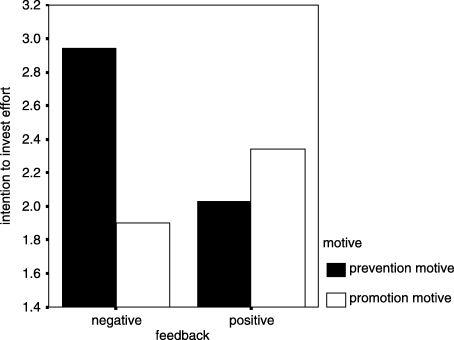 intention to invest effort
3.2
3.0
2.8
2.6
2.4
2.2
2.0
1.8
1.6
1.4
negative
positive
feedback
motive
prevention motive
promotion motive